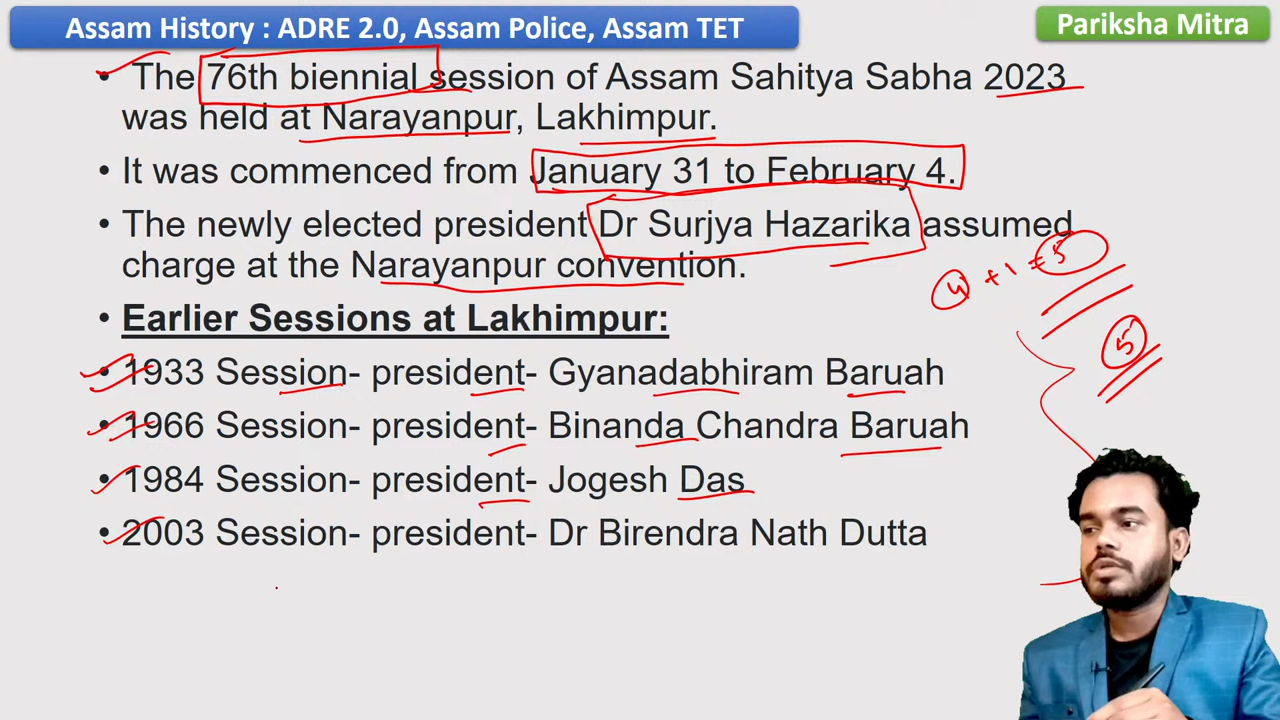 Assam History : ADRE 2.0, Assam Police, Assam TET
Pariksha Mitra
• The 76th biennial session of Assam Sahitya Sabha 2023
was held at Narayanpur, Lakhimpur.
• It was commenced from January 31 to February 4.
• The newly elected president Dr Surjya Hazarika assumed
charge at the Narayanpur convention.
4 + 1 = 5
• Earlier Sessions at Lakhimpur:
5
• 1933 Session- president- Gyanadabhiram Baruah
• 1966 Session- president- Binanda Chandra Baruah
• 1984 Session- president- Jogesh Das
• 2003 Session- president- Dr Birendra Nath Dutta